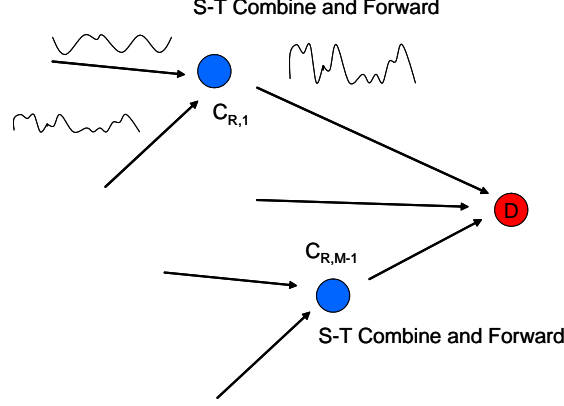 S-T Combine and Forward
C_R,1
D
C_R,M-1
S-T Combine and Forward